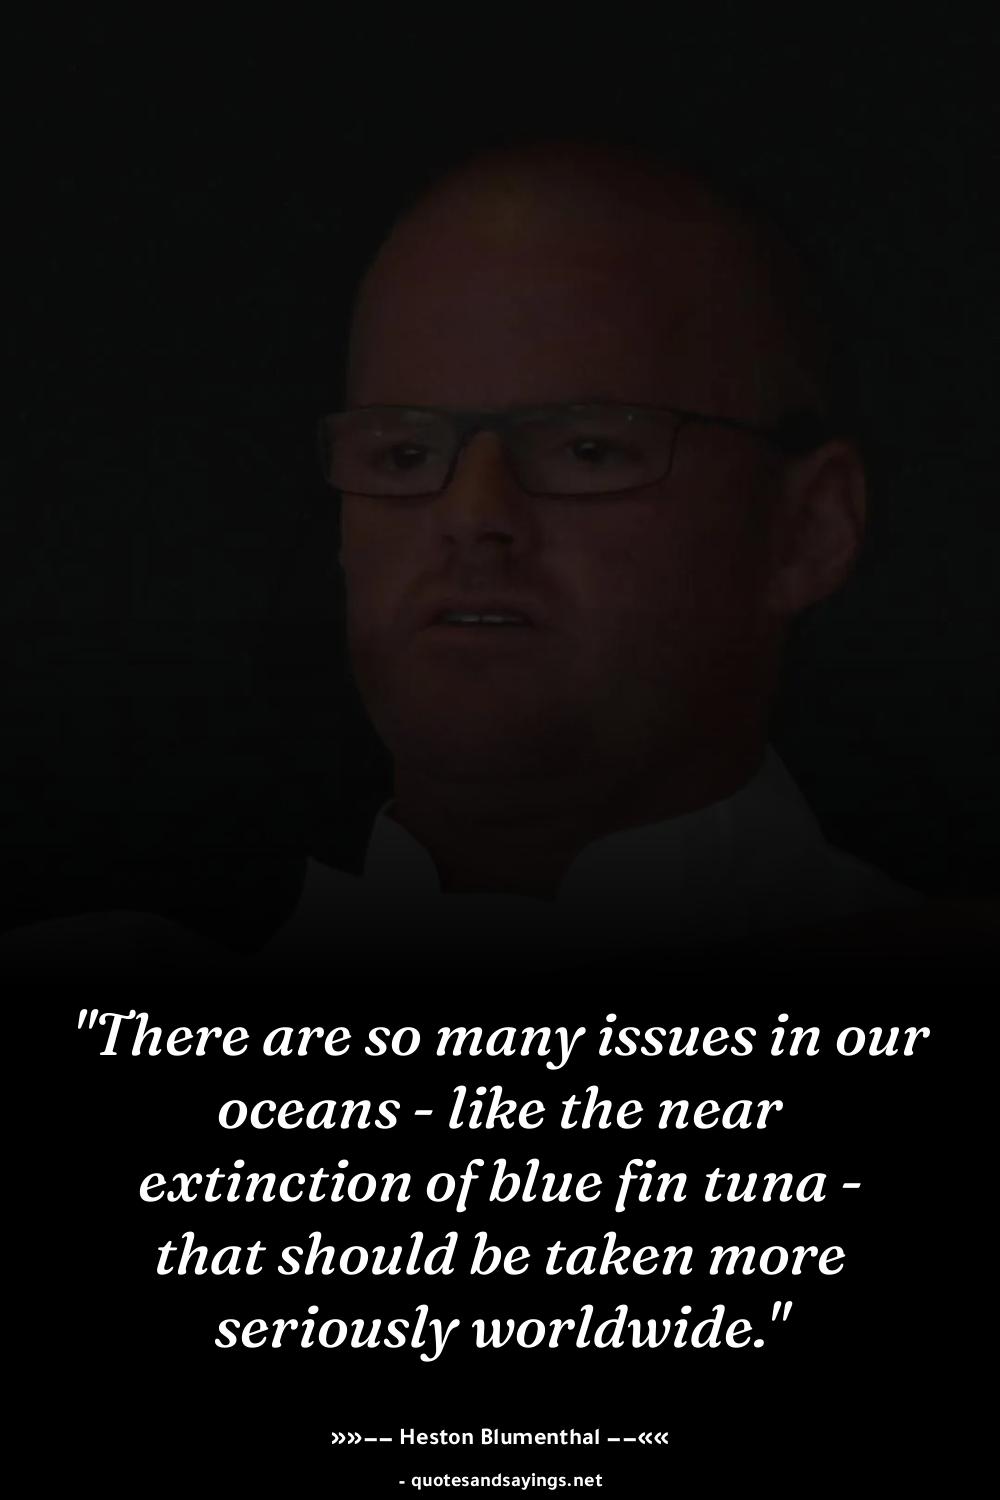 "There are so many issues in our
oceans - like the near
extinction of blue fin tuna -
that should be taken more
seriously worldwide."
»»−− Heston Blumenthal −−««
- quotesandsayings.net